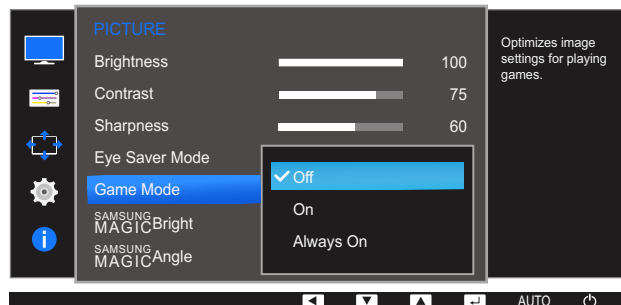 PICTURE
Brightness 100
Contrast 75
Sharpness 60
Eye Saver Mode
Game Mode
SAMSUNG
MAGICBright
SAMSUNG
MAGICAngle
Off
On
Always On
Optimizes image
settings for playing
games.
i
AUTO